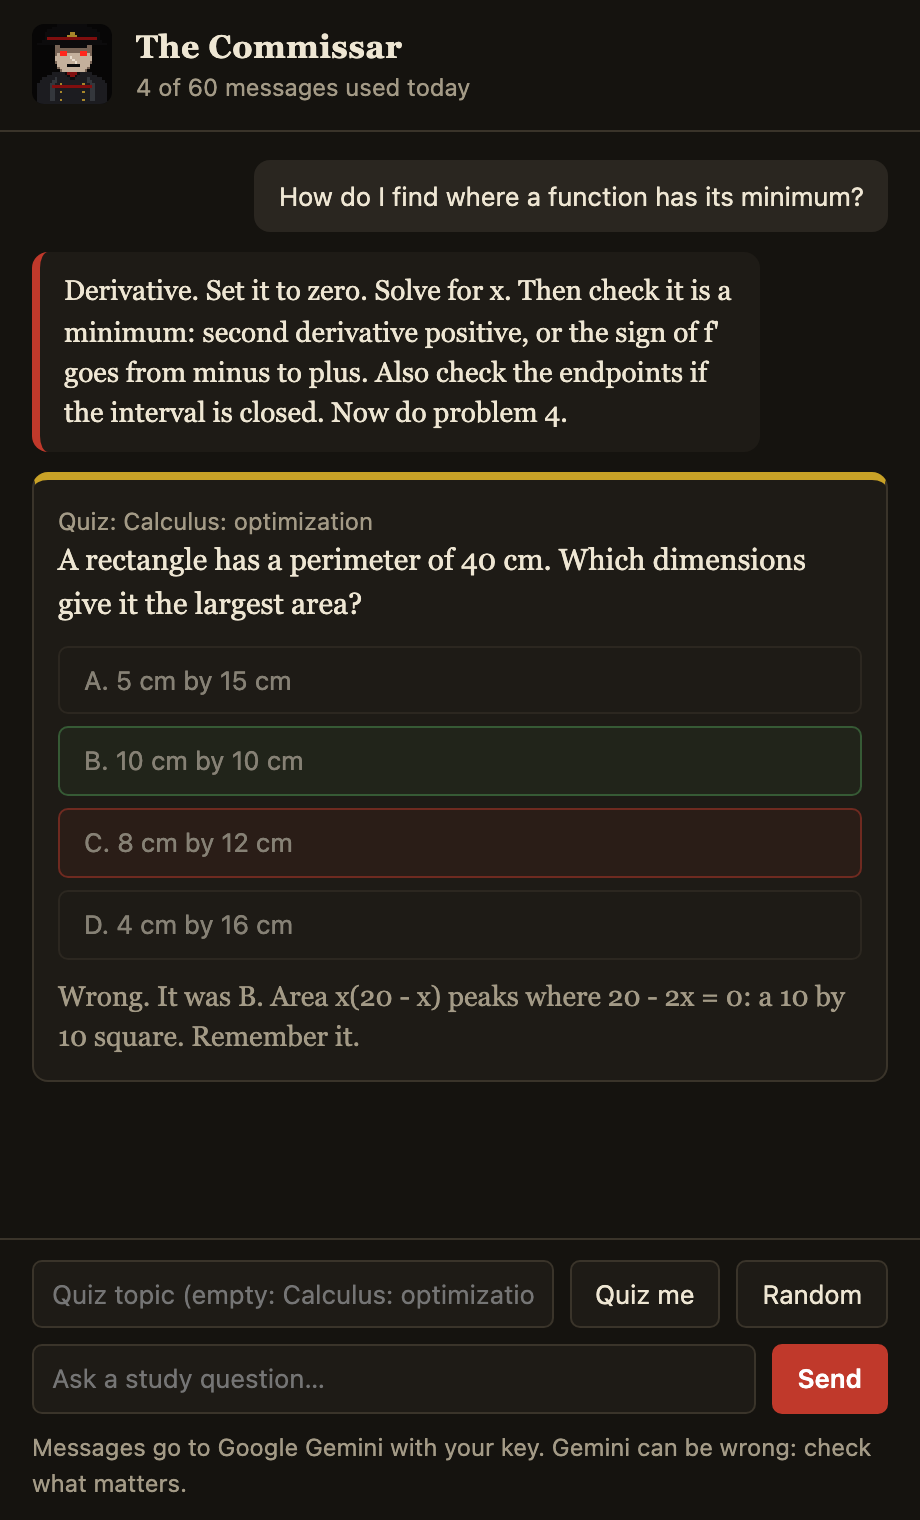 The Commissar
4 of 60 messages used today
How do I find where a function has its minimum?
Derivative. Set it to zero. Solve for x. Then check it is a
minimum: second derivative positive, or the sign of f'
goes from minus to plus. Also check the endpoints if
the interval is closed. Now do problem 4.
Quiz: Calculus: optimization
A rectangle has a perimeter of 40 cm. Which dimensions
give it the largest area?
A. 5 cm by 15 cm
B. 10 cm by 10 cm
C. 8 cm by 12 cm
D. 4 cm by 16 cm
Wrong. It was B. Area x(20 - x) peaks where 20 - 2x = 0: a 10 by
10 square. Remember it.
Quiz topic (empty: Calculus: optimizatio
Quiz me
Random
Ask a study question...
Send
Messages go to Google Gemini with your key. Gemini can be wrong: check
what matters.